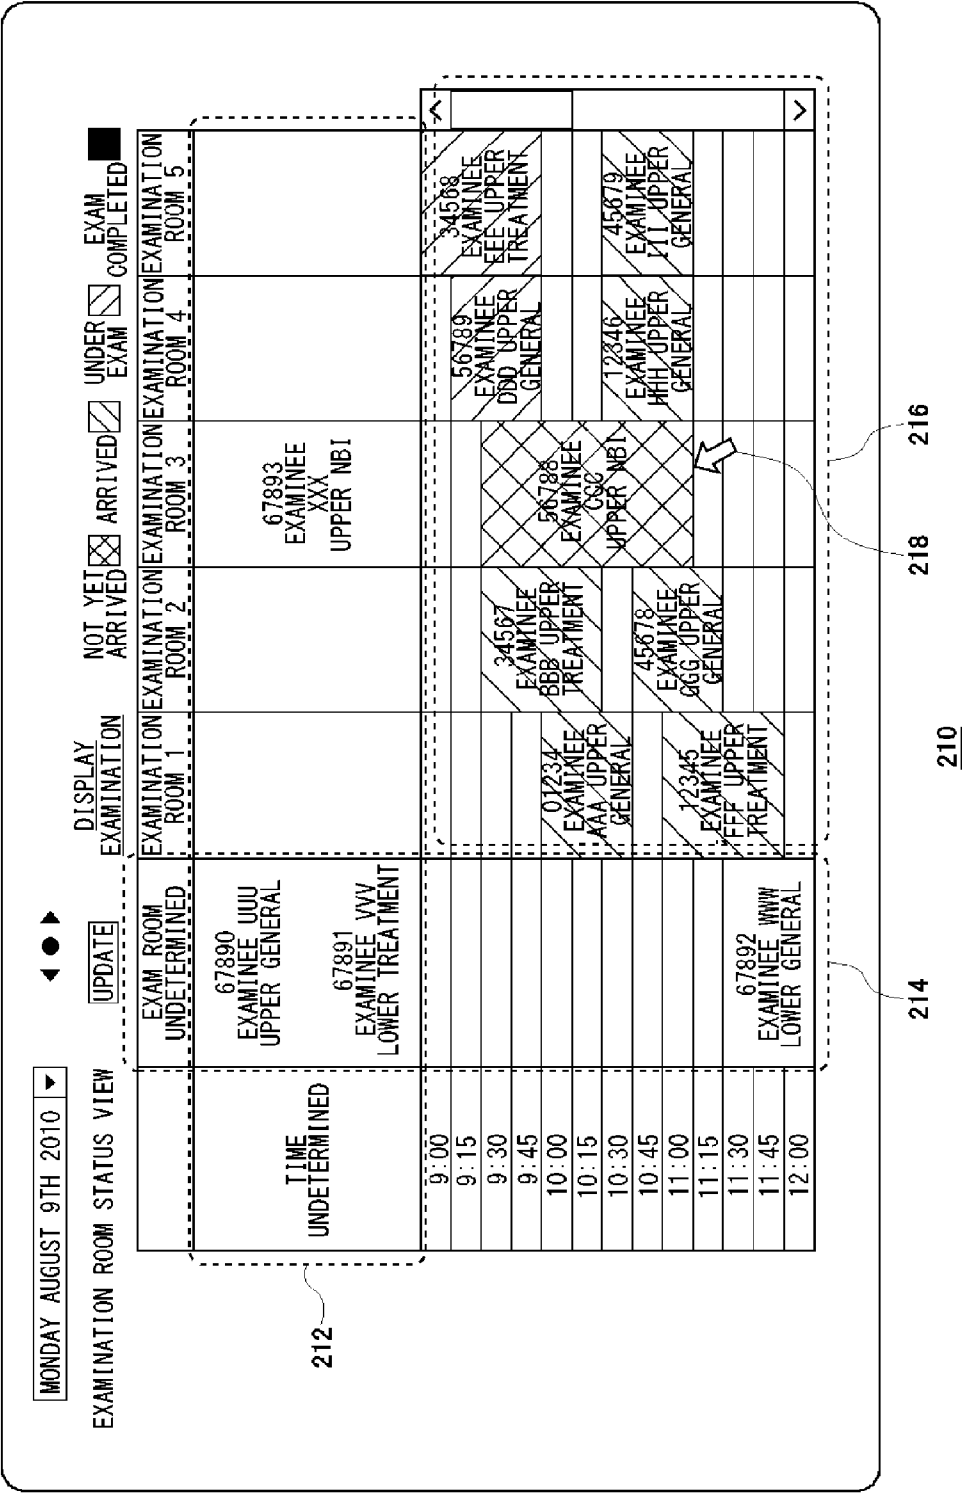 MONDAY AUGUST 9TH 2010
EXAMINATION ROOM STATUS VIEW
UPDATE
DISPLAY
EXAMINATION
NOT YET
ARRIVED
ARRIVED
UNDER
EXAM
EXAM
COMPLETED
EXAM ROOM
UNDETERMINED
EXAMINATION
ROOM 1
EXAMINATION
ROOM 2
EXAMINATION
ROOM 3
EXAMINATION
ROOM 4
EXAMINATION
ROOM 5
TIME
UNDETERMINED
67890
EXAMINEE UUU
UPPER GENERAL
67891
EXAMINEE VVV
LOWER TREATMENT
67893
EXAMINEE
XXX
UPPER NBI
9:00
9:15
9:30
9:45
10:00
10:15
10:30
10:45
11:00
11:15
11:30
11:45
12:00
67892
EXAMINEE WWW
LOWER GENERAL
01234
EXAMINEE
AAA UPPER
GENERAL
12345
EXAMINEE
FFF UPPER
TREATMENT
34567
EXAMINEE
BBB UPPER
TREATMENT
45678
EXAMINEE
GGG UPPER
GENERAL
56788
EXAMINEE
CCC
UPPER NBI
56789
EXAMINEE
DDD UPPER
GENERAL
12346
EXAMINEE
HHH UPPER
GENERAL
34568
EXAMINEE
EEE UPPER
TREATMENT
45679
EXAMINEE
III UPPER
GENERAL
212
214
218
216
210